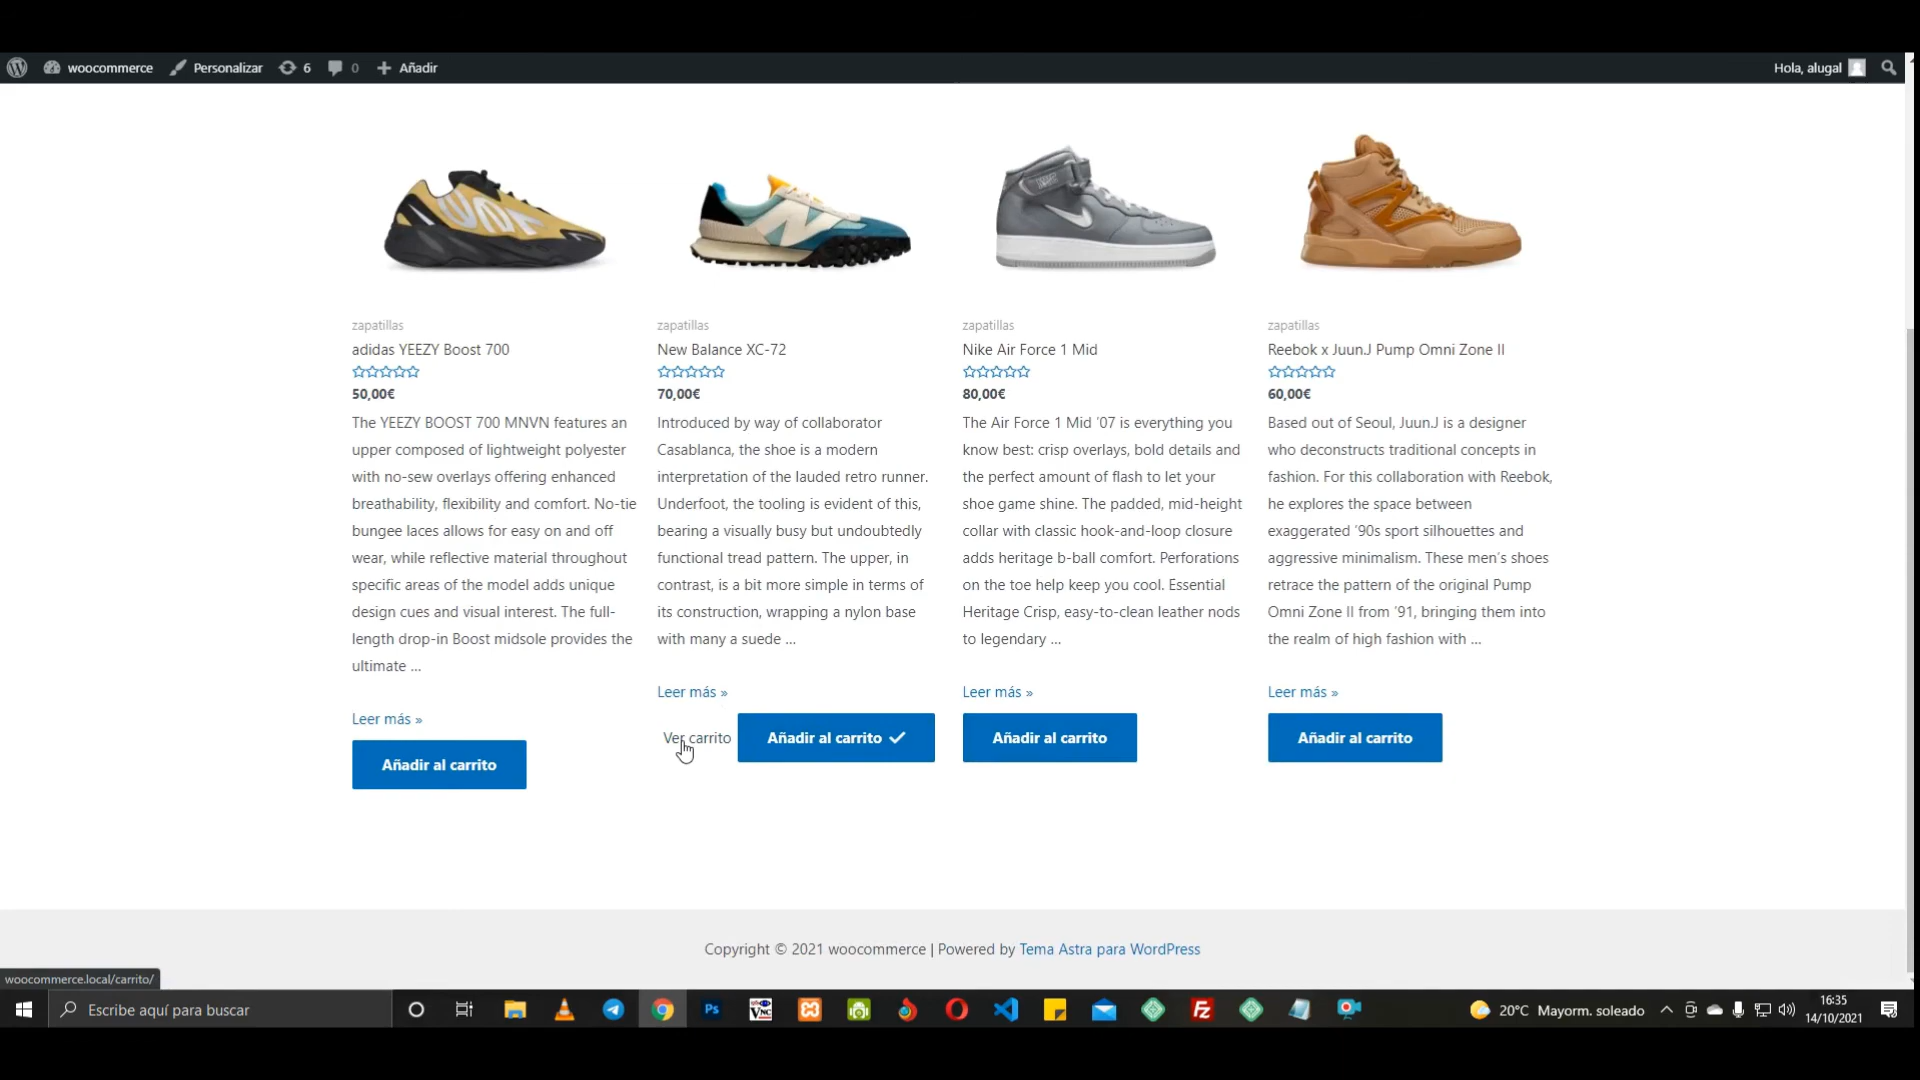 woocommerce Personalizar 6 0 Añadir Hola, alugal
zapatillas
adidas YEEZY Boost 700
50,00€
The YEEZY BOOST 700 MNVN features an
upper composed of lightweight polyester
with no-sew overlays offering enhanced
breathability, flexibility and comfort. No-tie
bungee laces allows for easy on and off
wear, while reflective material throughout
specific areas of the model adds unique
design cues and visual interest. The full-
length drop-in Boost midsole provides the
ultimate ...
Leer más »
Añadir al carrito
zapatillas
New Balance XC-72
70,00€
Introduced by way of collaborator
Casablanca, the shoe is a modern
interpretation of the lauded retro runner.
Underfoot, the tooling is evident of this,
bearing a visually busy but undoubtedly
functional tread pattern. The upper, in
contrast, is a bit more simple in terms of
its construction, wrapping a nylon base
with many a suede ...
Leer más »
Ver carrito Añadir al carrito ✓
zapatillas
Nike Air Force 1 Mid
80,00€
The Air Force 1 Mid '07 is everything you
know best: crisp overlays, bold details and
the perfect amount of flash to let your
shoe game shine. The padded, mid-height
collar with classic hook-and-loop closure
adds heritage b-ball comfort. Perforations
on the toe help keep you cool. Essential
Heritage Crisp, easy-to-clean leather nods
to legendary ...
Leer más »
Añadir al carrito
zapatillas
Reebok x Juun.J Pump Omni Zone II
60,00€
Based out of Seoul, Juun.J is a designer
who deconstructs traditional concepts in
fashion. For this collaboration with Reebok,
he explores the space between
exaggerated '90s sport silhouettes and
aggressive minimalism. These men's shoes
retrace the pattern of the original Pump
Omni Zone II from '91, bringing them into
the realm of high fashion with ...
Leer más »
Añadir al carrito
Copyright © 2021 woocommerce | Powered by Tema Astra para WordPress
woocommerce.local/carrito/
Escribe aquí para buscar
Ps
VNC
Fz
20°C Mayorm. soleado
16:35
14/10/2021